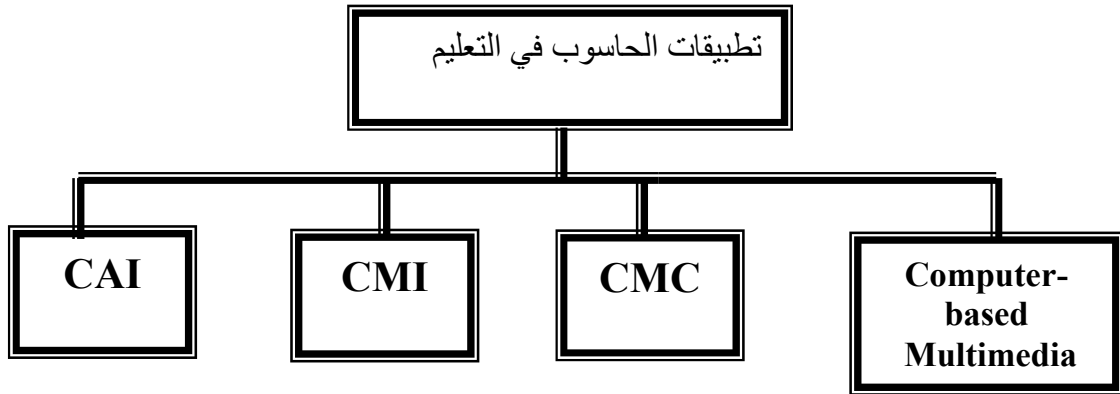 تطبيقات الحاسوب في التعليم
CAI
CMI
CMC
Computer-
based
Multimedia